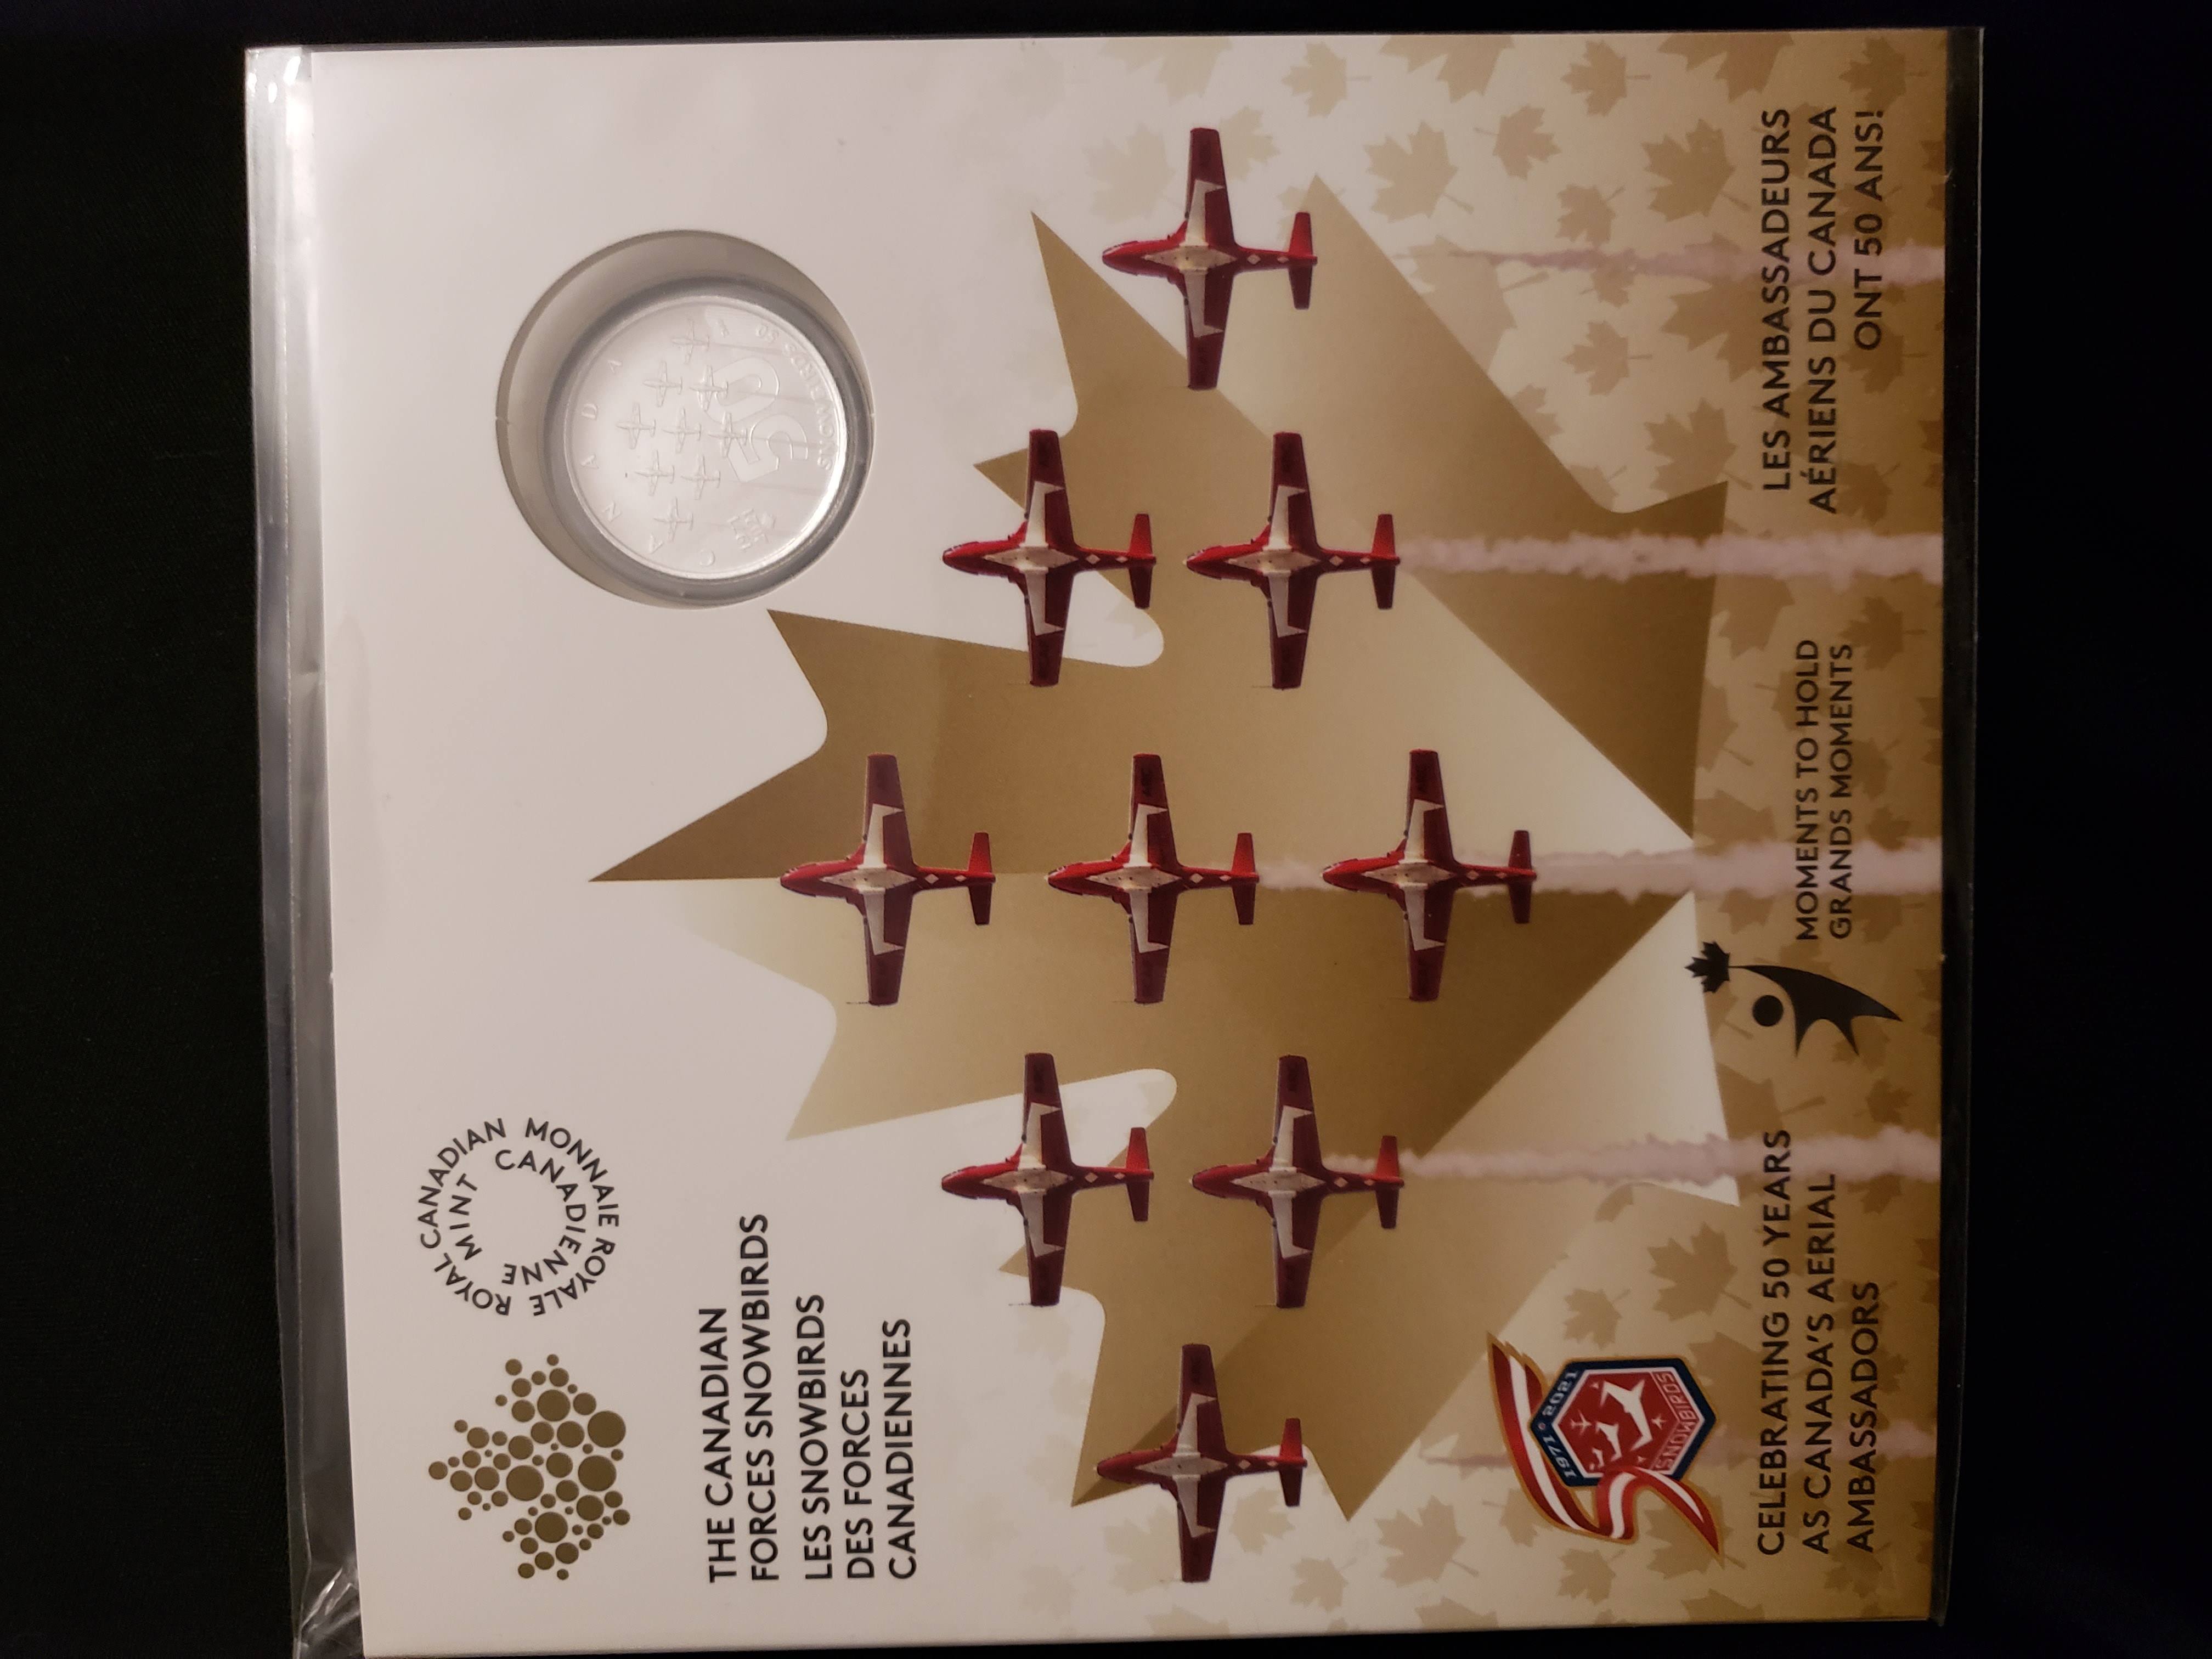 ROYAL CANADIAN MINT
MONNAIE ROYALE CANADIENNE
THE CANADIAN
FORCES SNOWBIRDS
LES SNOWBIRDS
DES FORCES
CANADIENNES
CANADA
1971
2021
50
SNOWBIRDS 50
1971 • 2021
SNOWBIRDS
CELEBRATING 50 YEARS
AS CANADA'S AERIAL
AMBASSADORS
MOMENTS TO HOLD
GRANDS MOMENTS
LES AMBASSADEURS
AÉRIENS DU CANADA
ONT 50 ANS!